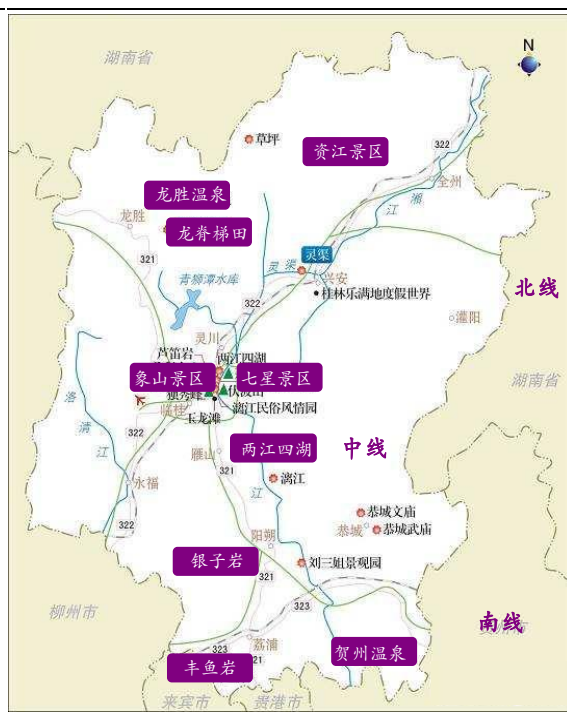 湖南省
N
草坪
资江景区
322
全州
龙胜温泉
湘
江
龙胜
龙脊梯田
灵渠
灵渠
321
青狮潭水库
兴安
桂林乐满地度假世界
北线
322
灌阳
灵川
芦笛岩
两江四湖
湖南省
象山景区
七星景区
独秀峰
伏波山
临桂
漓江民俗风情园
玉龙滩
洛清江
322
两江四湖
中线
雁山
321
漓江
永福
江
恭城文庙
恭城
恭城武庙
322
阳朔
银子岩
刘三姐景观园
321
323
南线
柳州市
荔浦
323
贺州温泉
丰鱼岩
21
来宾市
贵港市